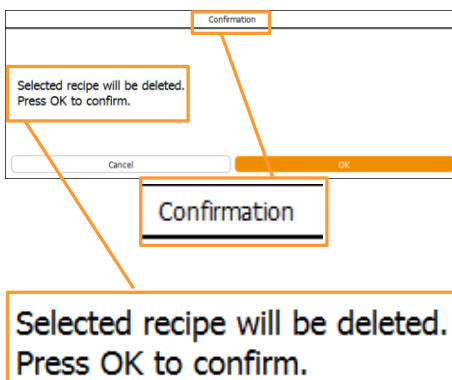 Confirmation
Selected recipe will be deleted.
Press OK to confirm.
Cancel
OK
Confirmation
Selected recipe will be deleted.
Press OK to confirm.